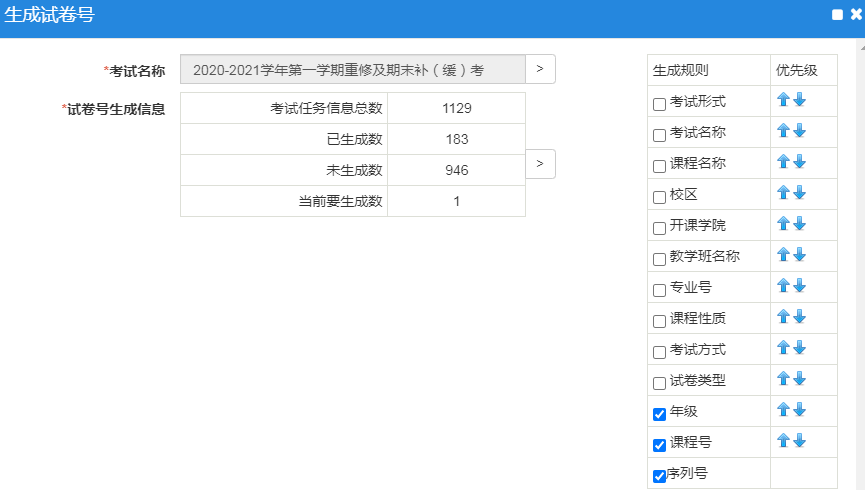 生成试卷号
*考试名称
2020-2021学年第一学期重修及期末补（缓）考
>
*试卷号生成信息
考试任务信息总数 1129
已生成数 183
未生成数 946
当前要生成数 1
>
生成规则 优先级
考试形式
考试名称
课程名称
校区
开课学院
教学班名称
专业号
课程性质
考试方式
试卷类型
年级
课程号
序列号